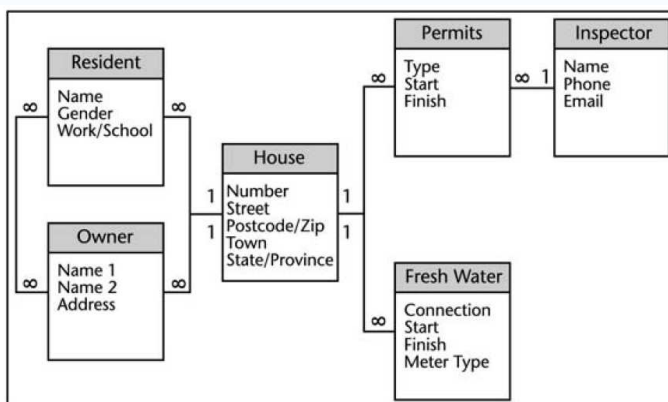 Resident
Name
Gender
Work/School
∞
∞
Owner
Name 1
Name 2
Address
∞
∞
House
Number
Street
Postcode/Zip
Town
State/Province
1
1
1
1
Permits
Type
Start
Finish
∞
∞
1
Inspector
Name
Phone
Email
Fresh Water
Connection
Start
Finish
Meter Type
∞